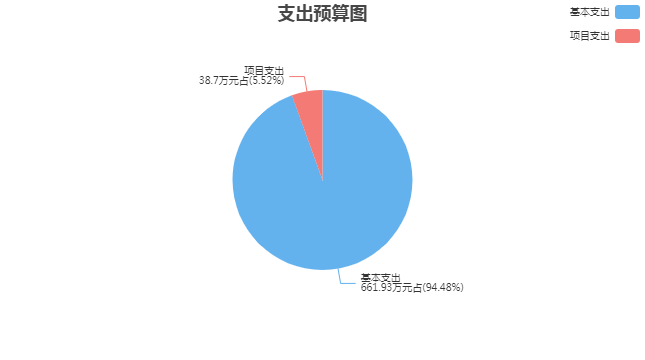 支出预算图
基本支出
项目支出
项目支出
38.7万元占(5.52%)
基本支出
661.93万元占(94.48%)